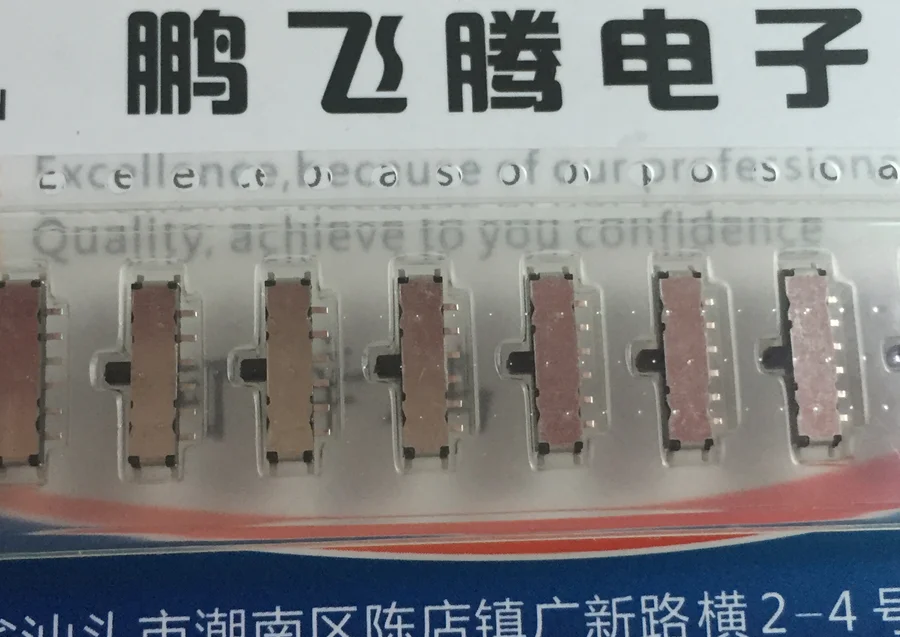 鹏飞腾电子
Excellence,because of our professiona
Quality, achieve to you confidence
汕头市潮南区陈店镇广新路横2-4号